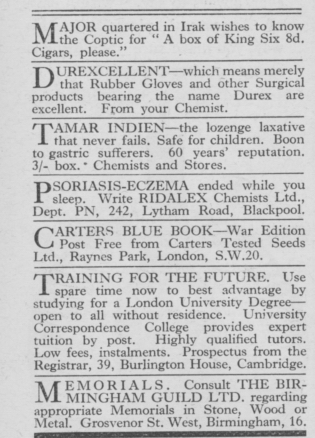 MAJOR quartered in Irak wishes to know
the Coptic for " A box of King Six 8d.
Cigars, please."
DUREXCELLENT—which means merely
that Rubber Gloves and other Surgical
products bearing the name Durex are
excellent. From your Chemist.
TAMAR INDIEN—the lozenge laxative
that never fails. Safe for children. Boon
to gastric sufferers. 60 years' reputation.
3/- box. Chemists and Stores.
PSORIASIS-ECZEMA ended while you
sleep. Write RIDALEX Chemists Ltd.,
Dept. PN, 242, Lytham Road, Blackpool.
CARTERS BLUE BOOK—War Edition
Post Free from Carters Tested Seeds
Ltd., Raynes Park, London, S.W.20.
TRAINING FOR THE FUTURE. Use
spare time now to best advantage by
studying for a London University Degree—
open to all without residence. University
Correspondence College provides expert
tuition by post. Highly qualified tutors.
Low fees, instalments. Prospectus from the
Registrar, 39, Burlington House, Cambridge.
MEMORIALS. Consult THE BIR-
MINGHAM GUILD LTD. regarding
appropriate Memorials in Stone, Wood or
Metal. Grosvenor St. West, Birmingham, 16.